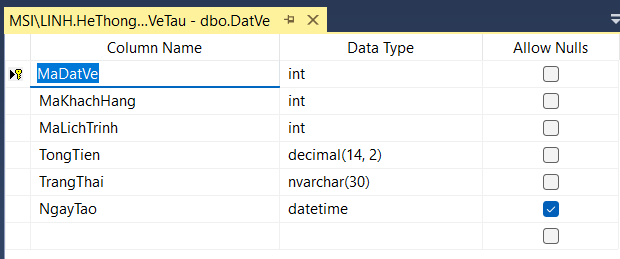 MSI\LINH.HeThong...VeTau - dbo.DatVe
Column Name Data Type Allow Nulls
MaDatVe int
MaKhachHang int
MaLichTrinh int
TongTien decimal(14, 2)
TrangThai nvarchar(30)
NgayTao datetime